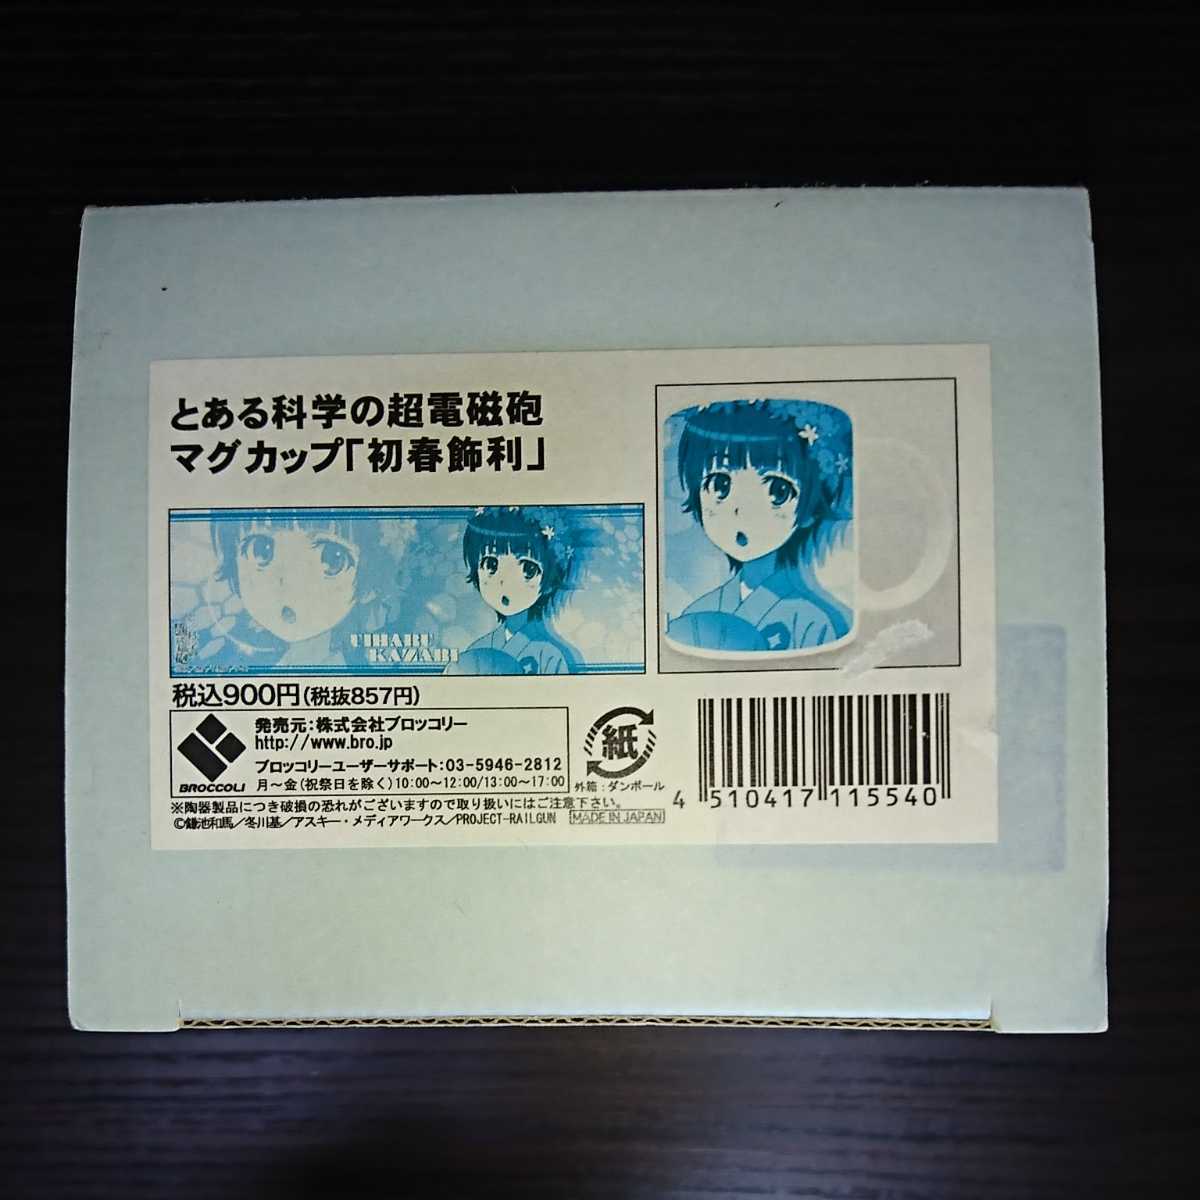 とある科学の超電磁砲
マグカップ「初春飾利」
UIHARU
KAZARI
税込900円(税抜857円)
BROCCOLI
発売元:株式会社ブロッコリー
http://www.bro.jp
ブロッコリーユーザーサポート:03-5946-2812
月〜金(祝祭日を除く)10:00〜12:00/13:00〜17:00
紙
外箱:ダンボール
4 510417 115540
※陶器製品につき破損の恐れがございますので取り扱いにはご注意下さい。
©鎌池和馬/冬川基/アスキー・メディアワークス/PROJECT-RAILGUN
MADE IN JAPAN